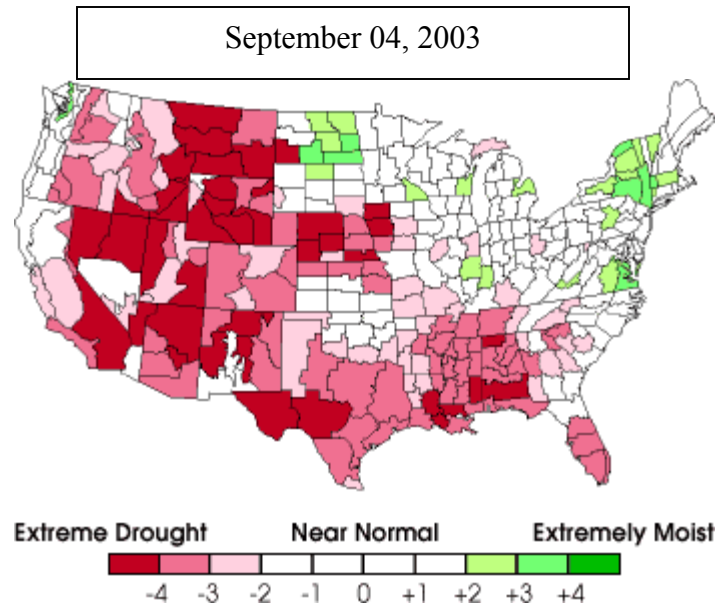 September 04, 2003
Extreme Drought Near Normal Extremely Moist
-4 -3 -2 -1 0 +1 +2 +3 +4